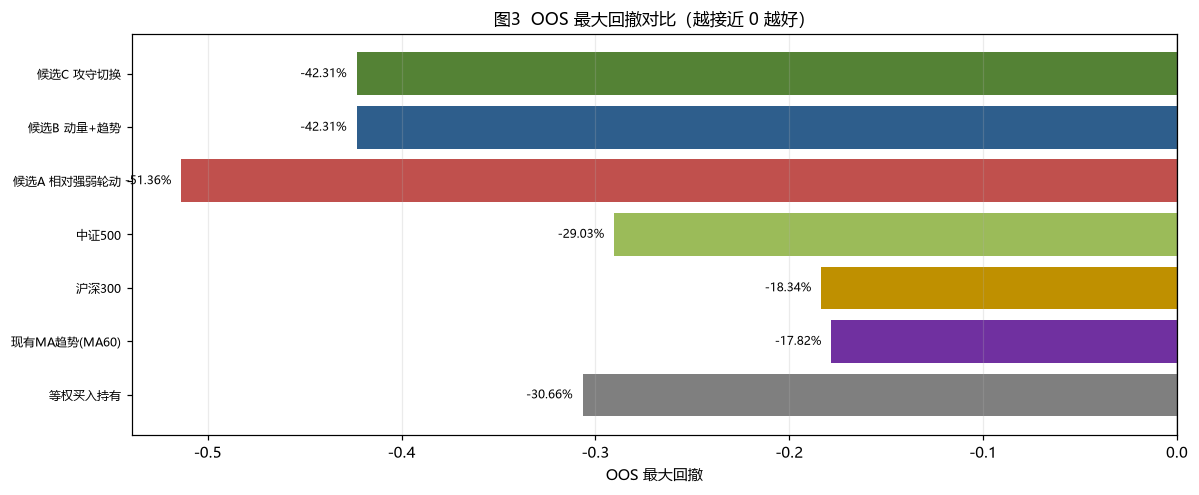 图3  OOS 最大回撤对比（越接近 0 越好）
候选C 攻守切换
-42.31%
候选B 动量+趋势
-42.31%
候选A 相对强弱轮动
-51.36%
中证500
-29.03%
沪深300
-18.34%
现有MA趋势(MA60)
-17.82%
等权买入持有
-30.66%
-0.5
-0.4
-0.3
-0.2
-0.1
0.0
OOS 最大回撤